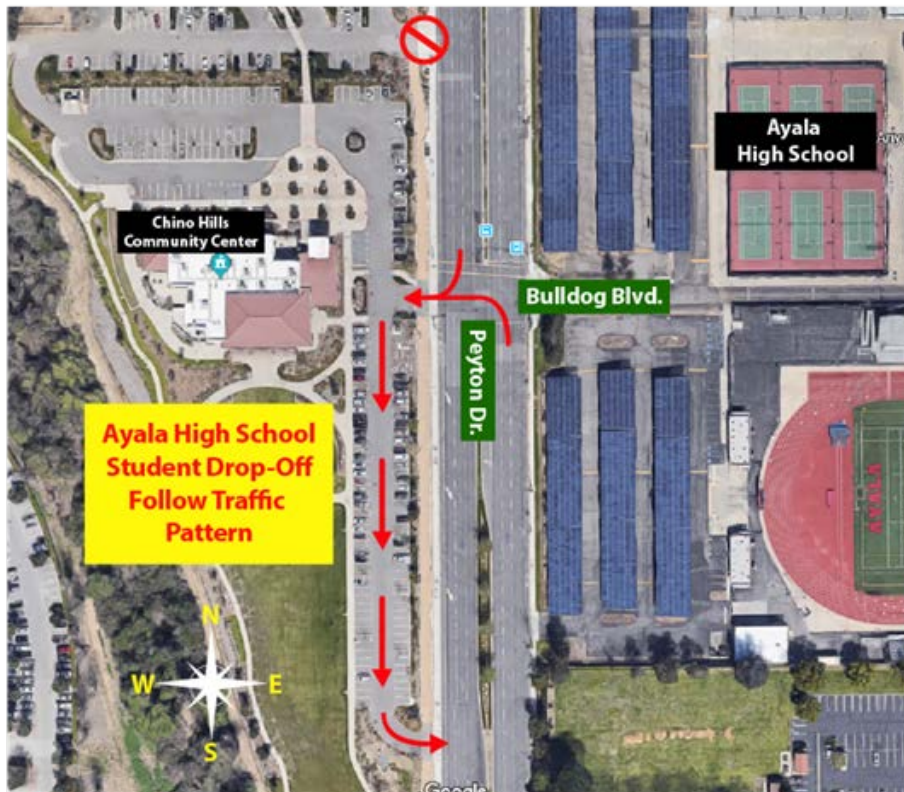 Ayala
High School
Chino Hills
Community Center
Bulldog Blvd.
Peyton Dr.
Ayala High School
Student Drop-Off
Follow Traffic
Pattern
N
W
E
S
AYALA
Google